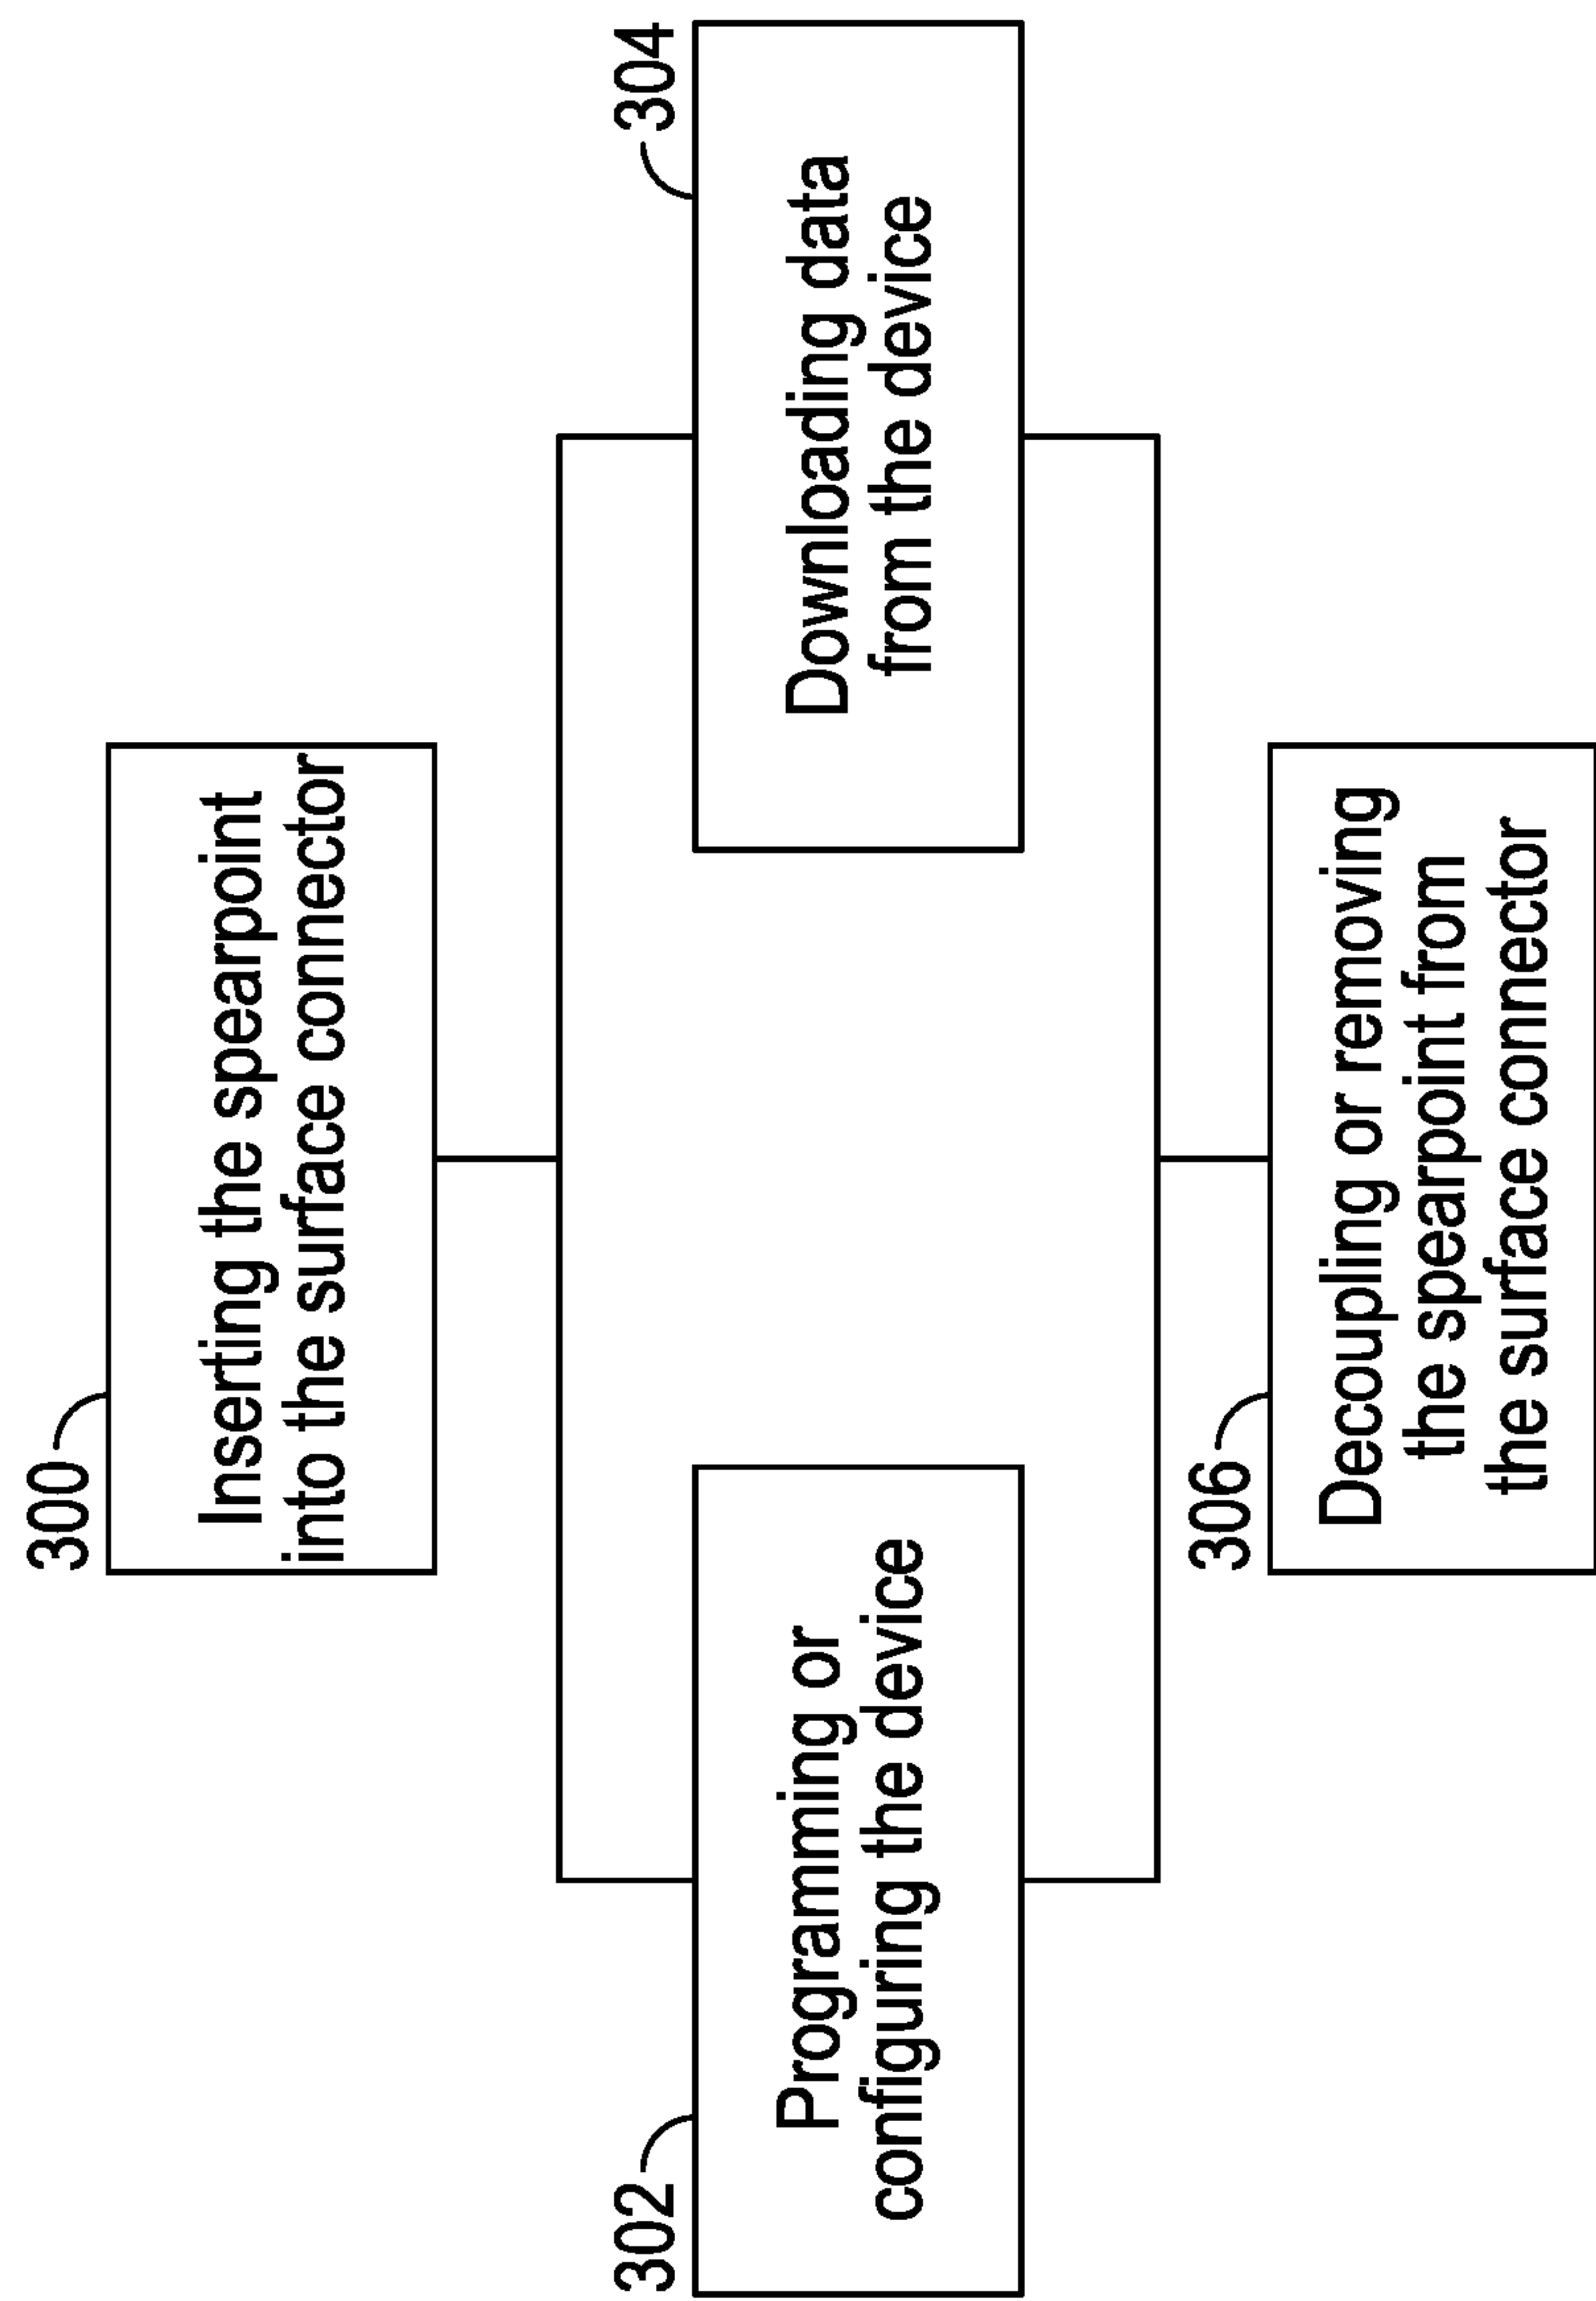 300
Inserting the spearpoint
into the surface connector
302
Programming or
configuring the device
304
Downloading data
from the device
306
Decoupling or removing
the spearpoint from
the surface connector